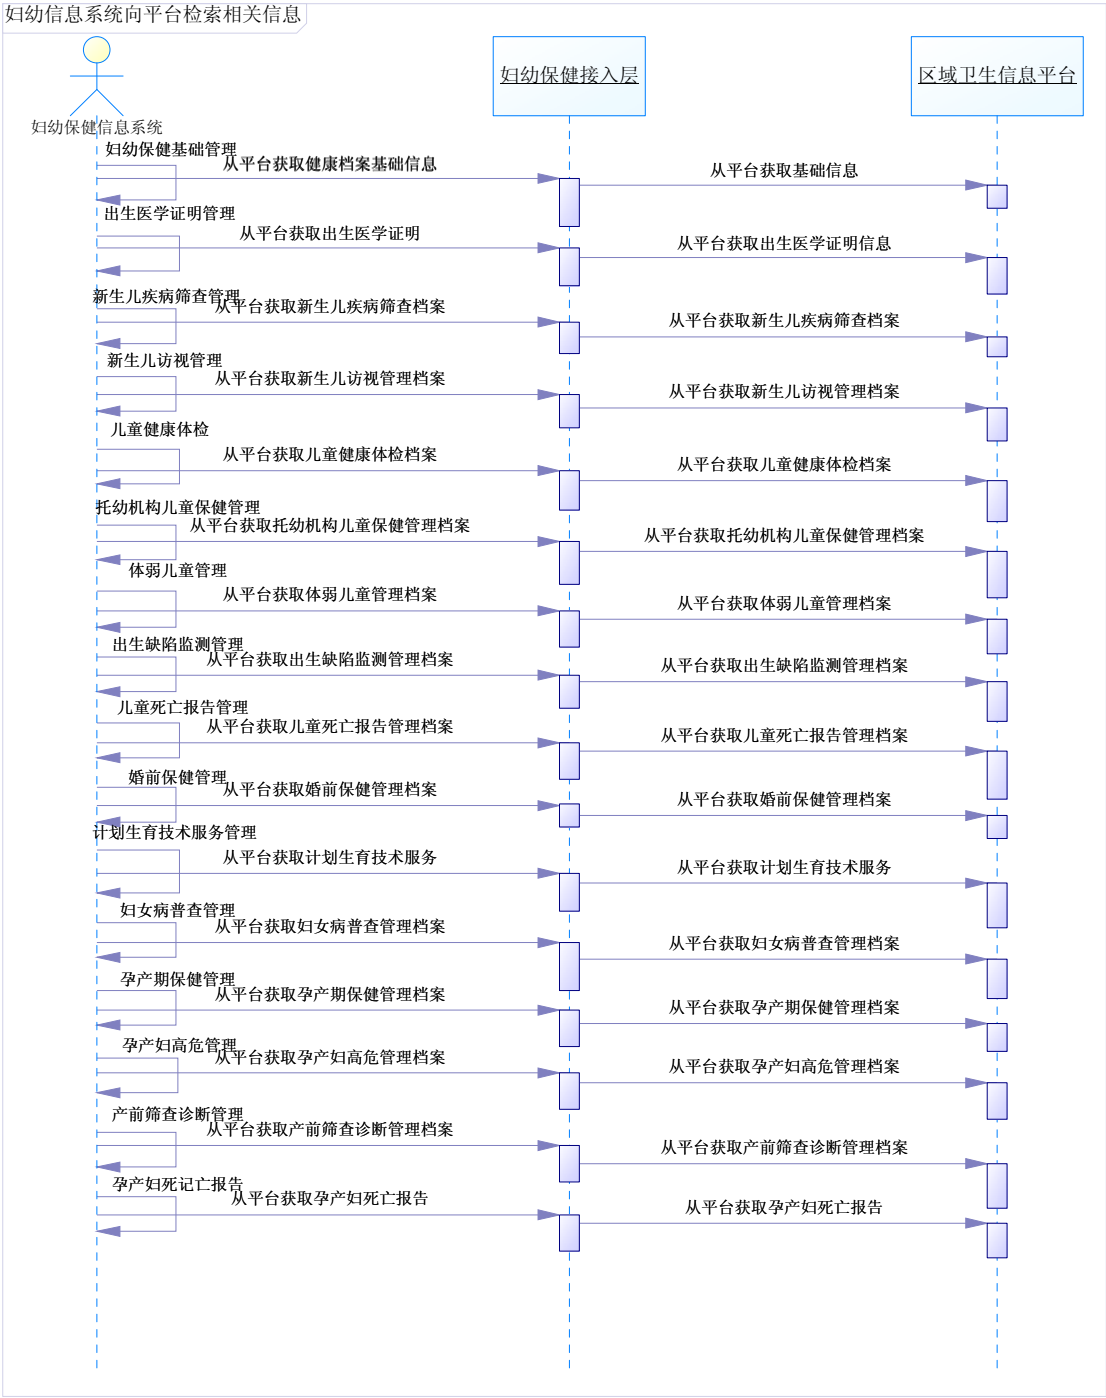 妇幼信息系统向平台检索相关信息
妇幼保健信息系统
妇幼保健接入层
区域卫生信息平台
妇幼保健基础管理
从平台获取健康档案基础信息
从平台获取基础信息
出生医学证明管理
从平台获取出生医学证明
从平台获取出生医学证明信息
新生儿疾病筛查管理
从平台获取新生儿疾病筛查档案
从平台获取新生儿疾病筛查档案
新生儿访视管理
从平台获取新生儿访视管理档案
从平台获取新生儿访视管理档案
儿童健康体检
从平台获取儿童健康体检档案
从平台获取儿童健康体检档案
托幼机构儿童保健管理
从平台获取托幼机构儿童保健管理档案
从平台获取托幼机构儿童保健管理档案
体弱儿童管理
从平台获取体弱儿童管理档案
从平台获取体弱儿童管理档案
出生缺陷监测管理
从平台获取出生缺陷监测管理档案
从平台获取出生缺陷监测管理档案
儿童死亡报告管理
从平台获取儿童死亡报告管理档案
从平台获取儿童死亡报告管理档案
婚前保健管理
从平台获取婚前保健管理档案
从平台获取婚前保健管理档案
计划生育技术服务管理
从平台获取计划生育技术服务
从平台获取计划生育技术服务
妇女病普查管理
从平台获取妇女病普查管理档案
从平台获取妇女病普查管理档案
孕产期保健管理
从平台获取孕产期保健管理档案
从平台获取孕产期保健管理档案
孕产妇高危管理
从平台获取孕产妇高危管理档案
从平台获取孕产妇高危管理档案
产前筛查诊断管理
从平台获取产前筛查诊断管理档案
从平台获取产前筛查诊断管理档案
孕产妇死记亡报告
从平台获取孕产妇死亡报告
从平台获取孕产妇死亡报告